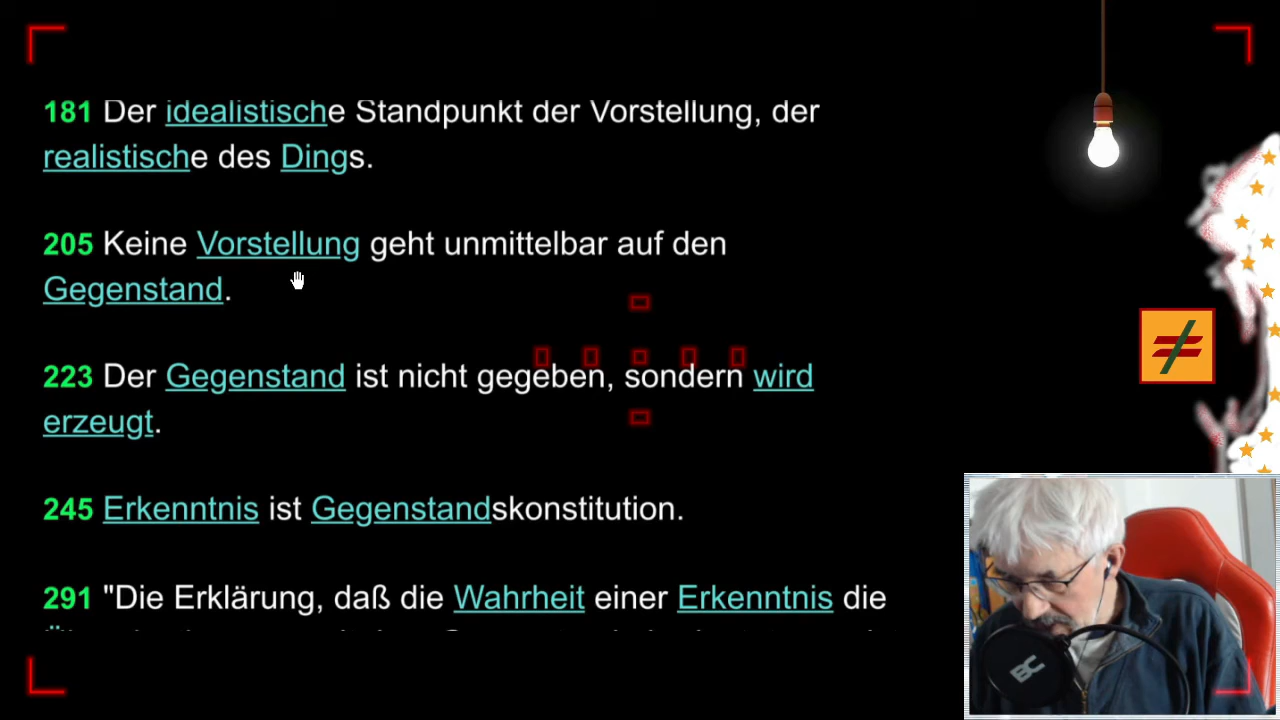 181 Der idealistische Standpunkt der Vorstellung, der
realistische des Dings.
205 Keine Vorstellung geht unmittelbar auf den
Gegenstand.
223 Der Gegenstand ist nicht gegeben, sondern wird
erzeugt.
245 Erkenntnis ist Gegenstandskonstitution.
291 "Die Erklärung, daß die Wahrheit einer Erkenntnis die
≠
BC